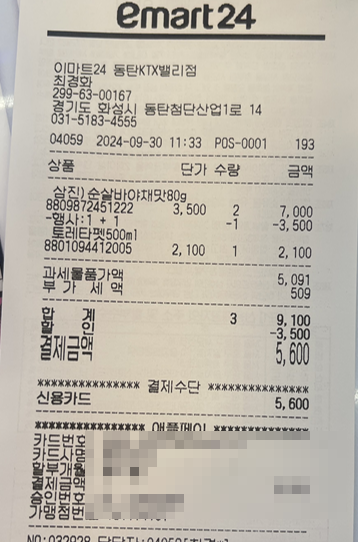 emart24
이마트24 동탄KTX밸리점
최경화
299-63-00167
경기도 화성시 동탄첨단산업1로 14
031-5183-4555
04059 2024-09-30 11:33 POS-0001 193
상품 단가 수량 금액
삼진)순살바야채맛80g
8809872451222 3,500 2 7,000
-행사:1 + 1 -1 -3,500
토레타펫500ml
8801094412005 2,100 1 2,100
과세물품가액 5,091
부 가 세 액 509
합 계 3 9,100
할 인 -3,500
결제금액 5,600
*************** 결제수단 ***************
신용카드 5,600
*************** 애플페이 ***************
카드번호
카드사명
할부개월
결제금액
승인번호
가맹점번